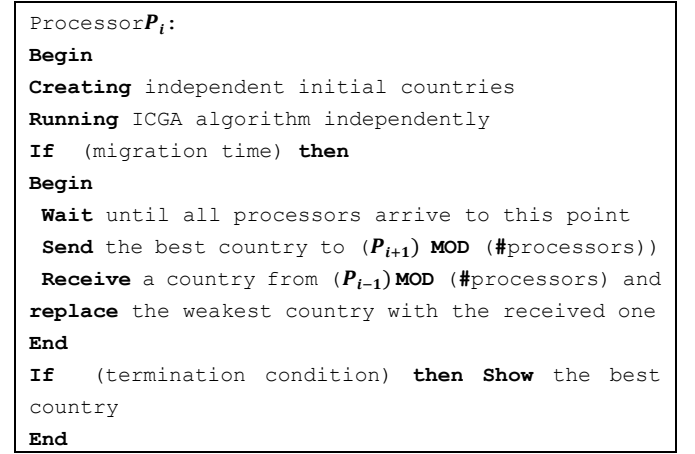 Processor𝑷𝒊:
Begin
Creating independent initial countries
Running ICGA algorithm independently
If (migration time) then
Begin
Wait until all processors arrive to this point
Send the best country to (𝑷𝒊+𝟏) MOD (#processors))
Receive a country from (𝑷𝒊−𝟏) MOD (#processors) and
replace the weakest country with the received one
End
If (termination condition) then Show the best
country
End